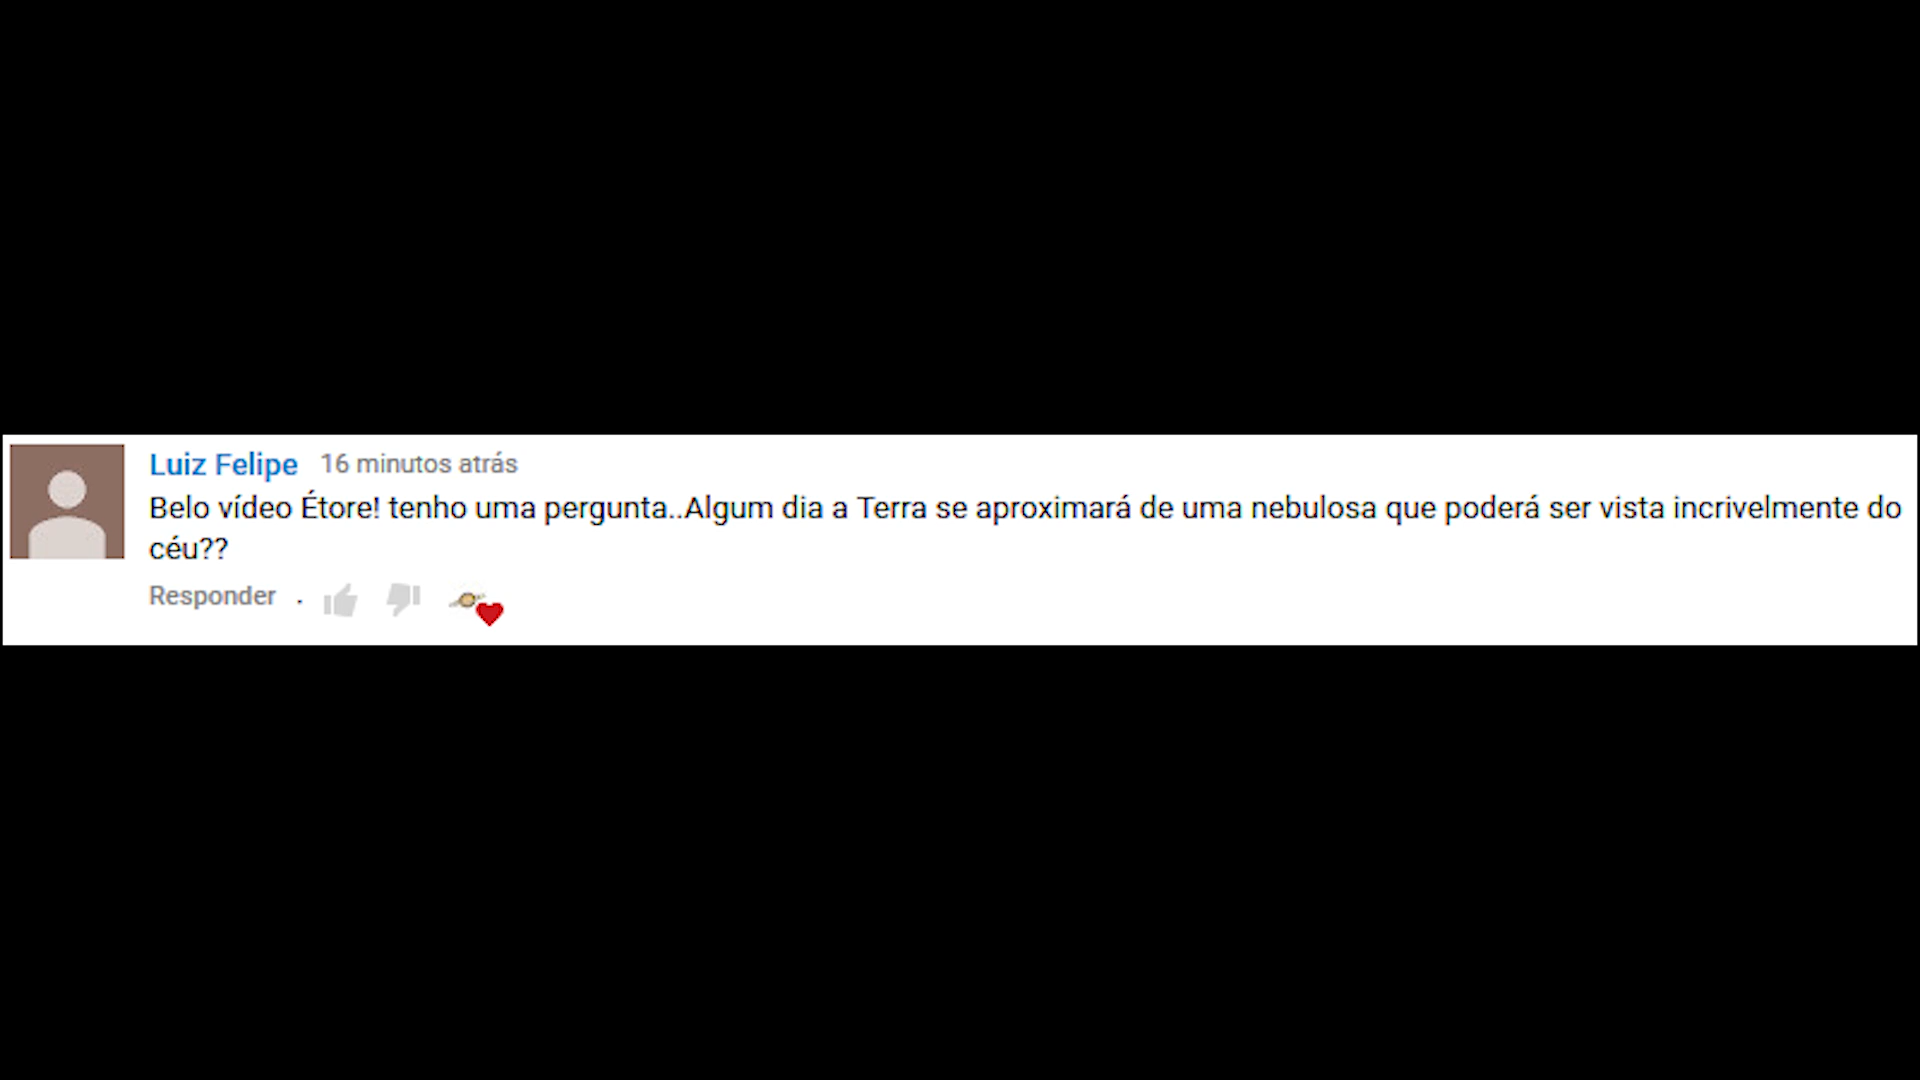 Luiz Felipe 16 minutos atrás
Belo vídeo Étore! tenho uma pergunta..Algum dia a Terra se aproximará de uma nebulosa que poderá ser vista incrivelmente do
céu??
Responder .